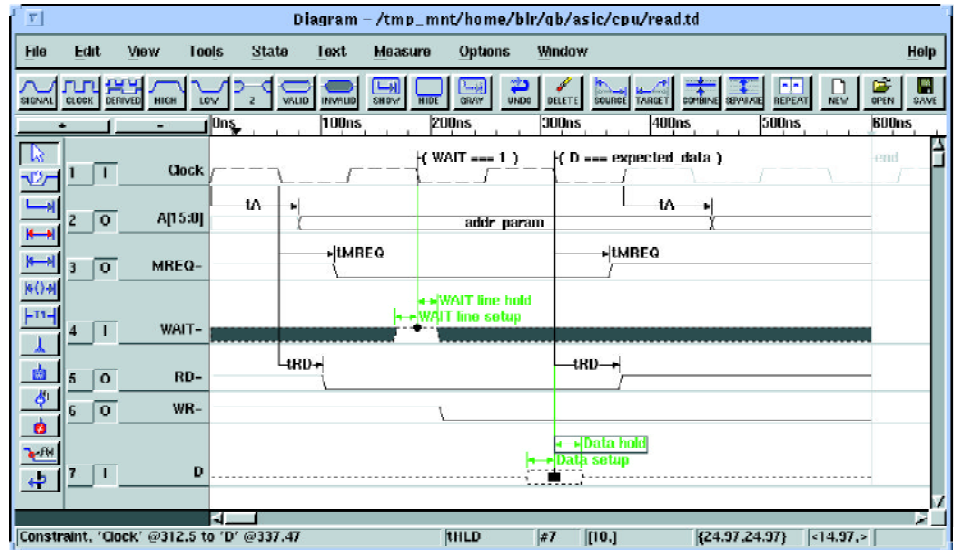 Diagram – /tmp_mnt/home/blr/qb/asic/cpu/read.td
File Edit View Tools State Text Measure Options Window Help
SIGNAL CLOCK DERIVED HIGH LOW Z VALID INVALID SHOW HIDE GRAY UNDO DELETE SOURCE TARGET COMBINE SEPARATE REPEAT NEW OPEN SAVE
+ - 0ns 100ns 200ns 300ns 400ns 500ns 600ns
( WAIT === 1 ) ( D === expected_data ) end
1 I Clock
tA tA
2 O A[15:0] addr_param
tMREQ tMREQ
3 O MREQ-
WAIT line hold
WAIT line setup
4 I WAIT-
tRD tRD
5 O RD-
6 O WR-
Data hold
Data setup
7 I D
Constraint, 'Clock' @312.5 to 'D' @337.47 tHLD #7 [10,] {24.97,24.97} <14.97,>